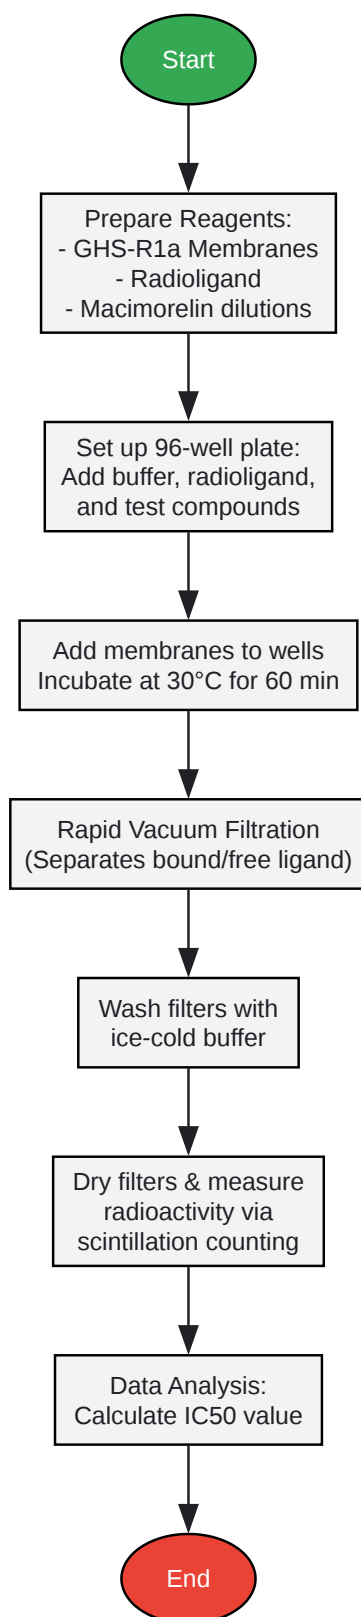 Start
Prepare Reagents:
- GHS-R1a Membranes
- Radioligand
- Macimorelin dilutions
Set up 96-well plate:
Add buffer, radioligand,
and test compounds
Add membranes to wells
Incubate at 30°C for 60 min
Rapid Vacuum Filtration
(Separates bound/free ligand)
Wash filters with
ice-cold buffer
Dry filters & measure
radioactivity via
scintillation counting
Data Analysis:
Calculate IC50 value
End